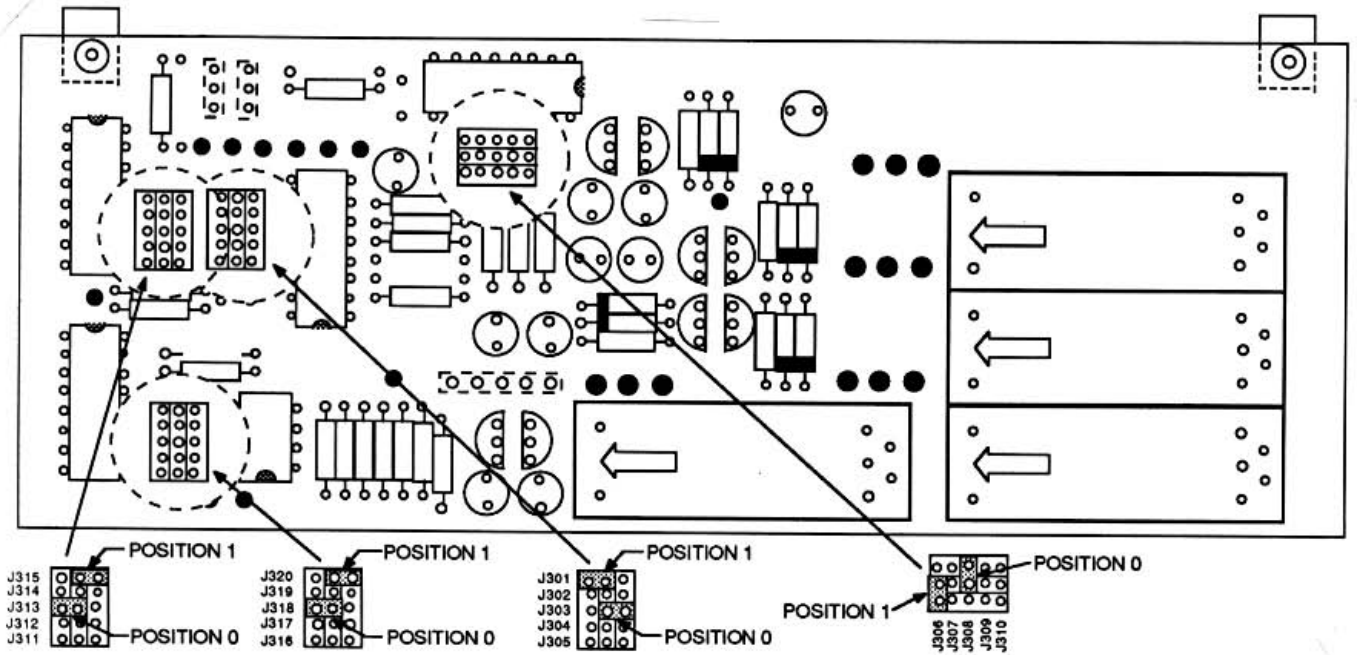 POSITION 1
J315
J314
J313
J312
J311
POSITION 0
POSITION 1
J320
J319
J318
J317
J316
POSITION 0
POSITION 1
J301
J302
J303
J304
J305
POSITION 0
POSITION 0
POSITION 1
J306
J307
J308
J309
J310